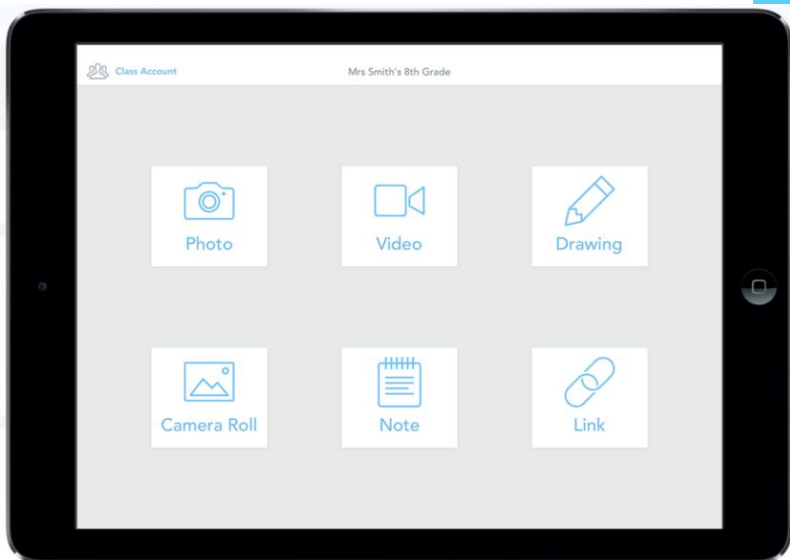 Class Account
Mrs Smith's 8th Grade
Photo
Video
Drawing
Camera Roll
Note
Link